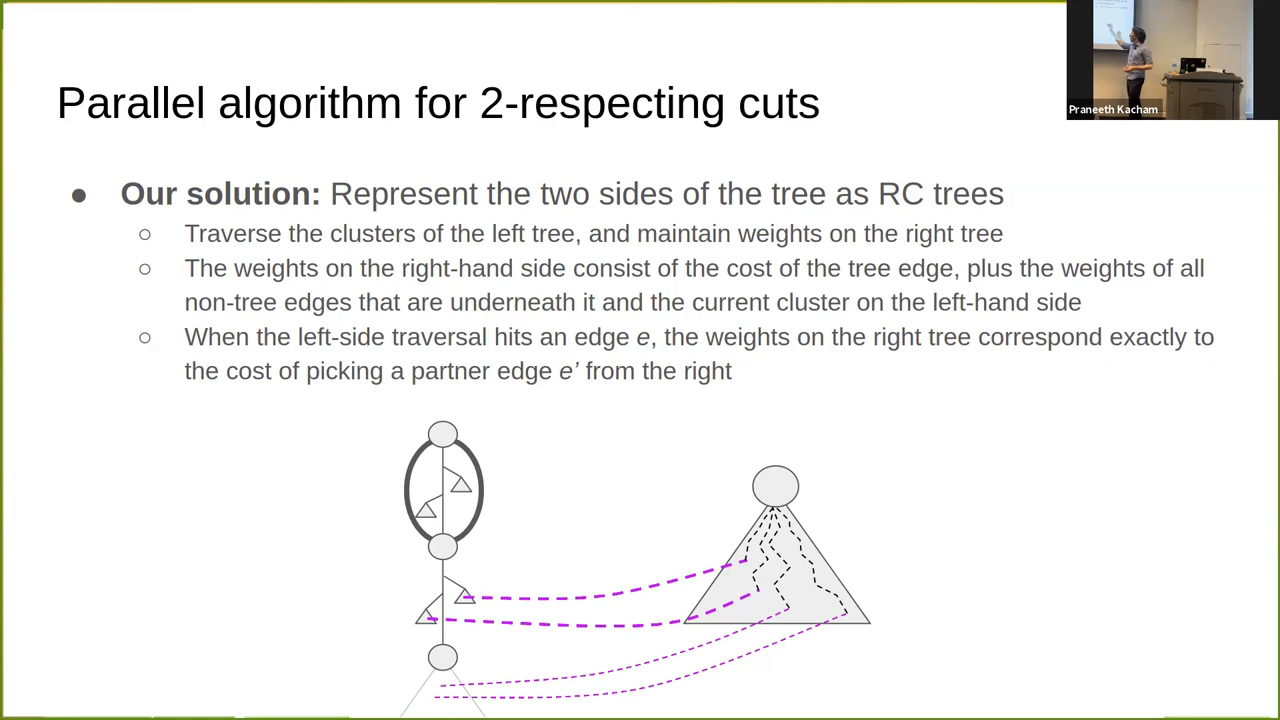 Parallel algorithm for 2-respecting cuts
Praneeth Kacham
● Our solution: Represent the two sides of the tree as RC trees
○ Traverse the clusters of the left tree, and maintain weights on the right tree
○ The weights on the right-hand side consist of the cost of the tree edge, plus the weights of all
non-tree edges that are underneath it and the current cluster on the left-hand side
○ When the left-side traversal hits an edge e, the weights on the right tree correspond exactly to
the cost of picking a partner edge e’ from the right